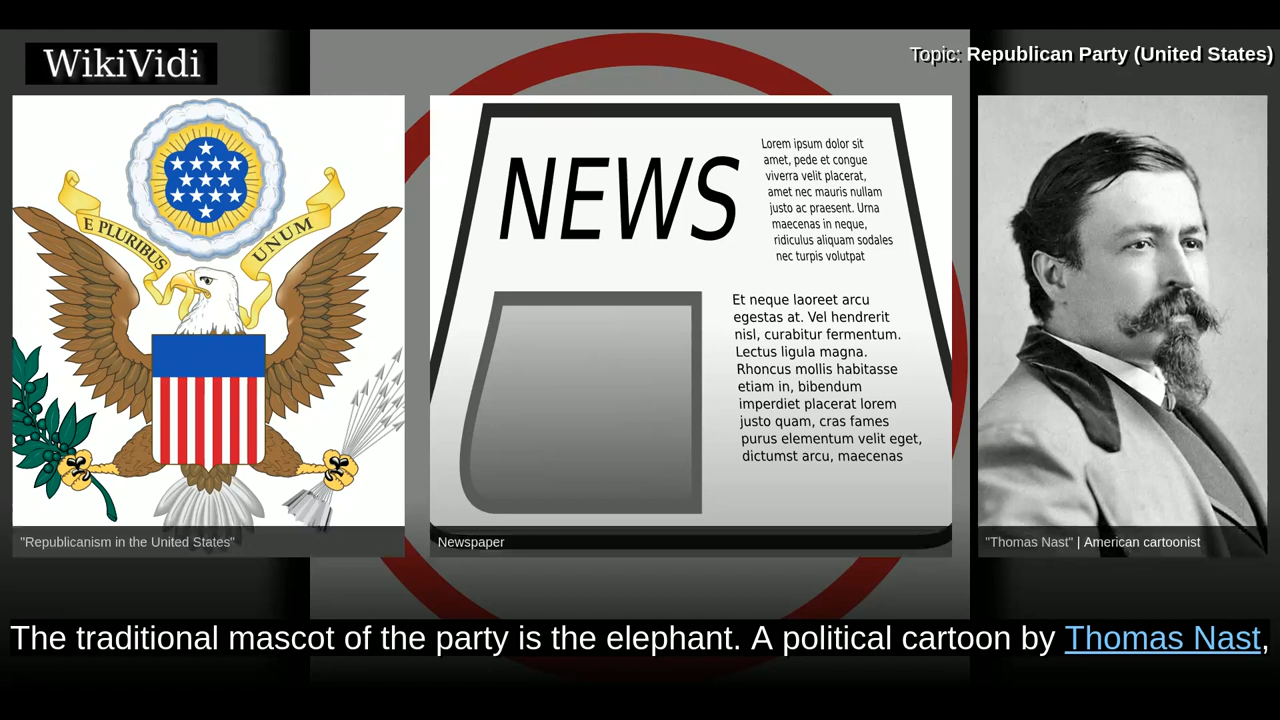 WikiVidi
Topic: Republican Party (United States)
E PLURIBUS
UNUM
NEWS
Lorem ipsum dolor sit
amet, pede et congue
viverra velit placerat,
amet nec mauris nullam
justo ac praesent. Urna
maecenas in neque,
ridiculus aliquam sodales
nec turpis volutpat
Et neque laoreet arcu
egestas at. Vel hendrerit
nisl, curabitur fermentum.
Lectus ligula magna.
Rhoncus mollis habitasse
etiam in, bibendum
imperdiet placerat lorem
justo quam, cras fames
purus elementum velit eget,
dictumst arcu, maecenas
"Republicanism in the United States"
Newspaper
"Thomas Nast" | American cartoonist
The traditional mascot of the party is the elephant. A political cartoon by Thomas Nast,